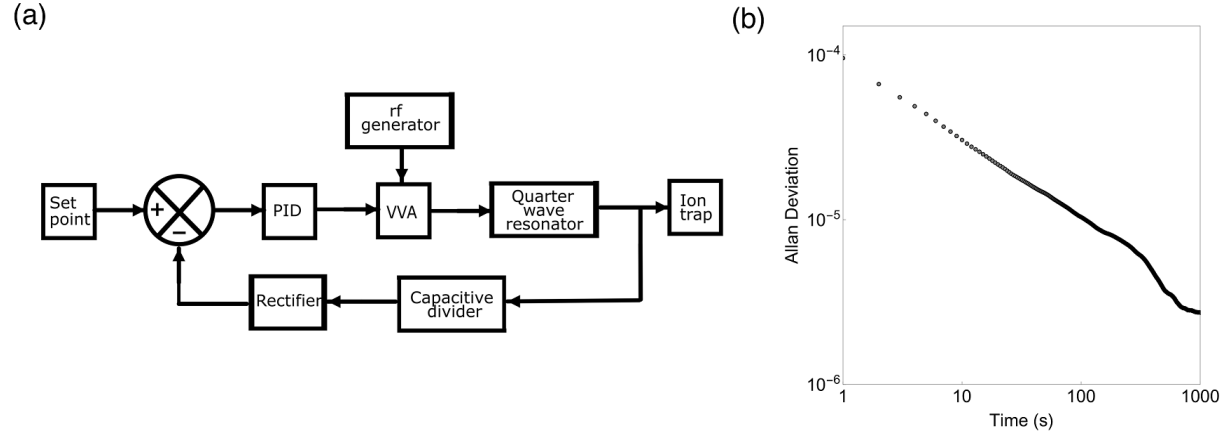 (a)
rf
generator
Set
point
+
−
PID
VVA
Quarter
wave
resonator
Ion
trap
Rectifier
Capacitive
divider
(b)
Allan Deviation
10⁻⁴
10⁻⁵
10⁻⁶
1
10
100
1000
Time (s)